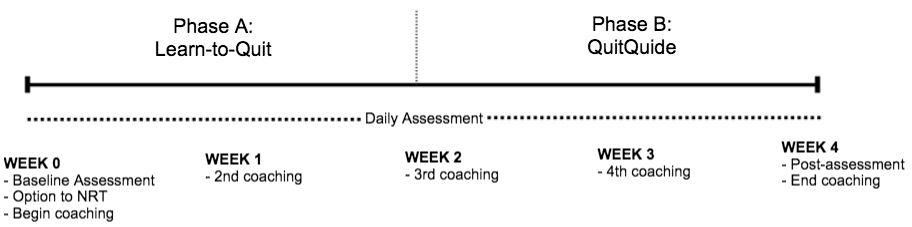 Phase A:
Learn-to-Quit
Phase B:
QuitQuide
Daily Assessment
WEEK 0
- Baseline Assessment
- Option to NRT
- Begin coaching
WEEK 1
- 2nd coaching
WEEK 2
- 3rd coaching
WEEK 3
- 4th coaching
WEEK 4
- Post-assessment
- End coaching